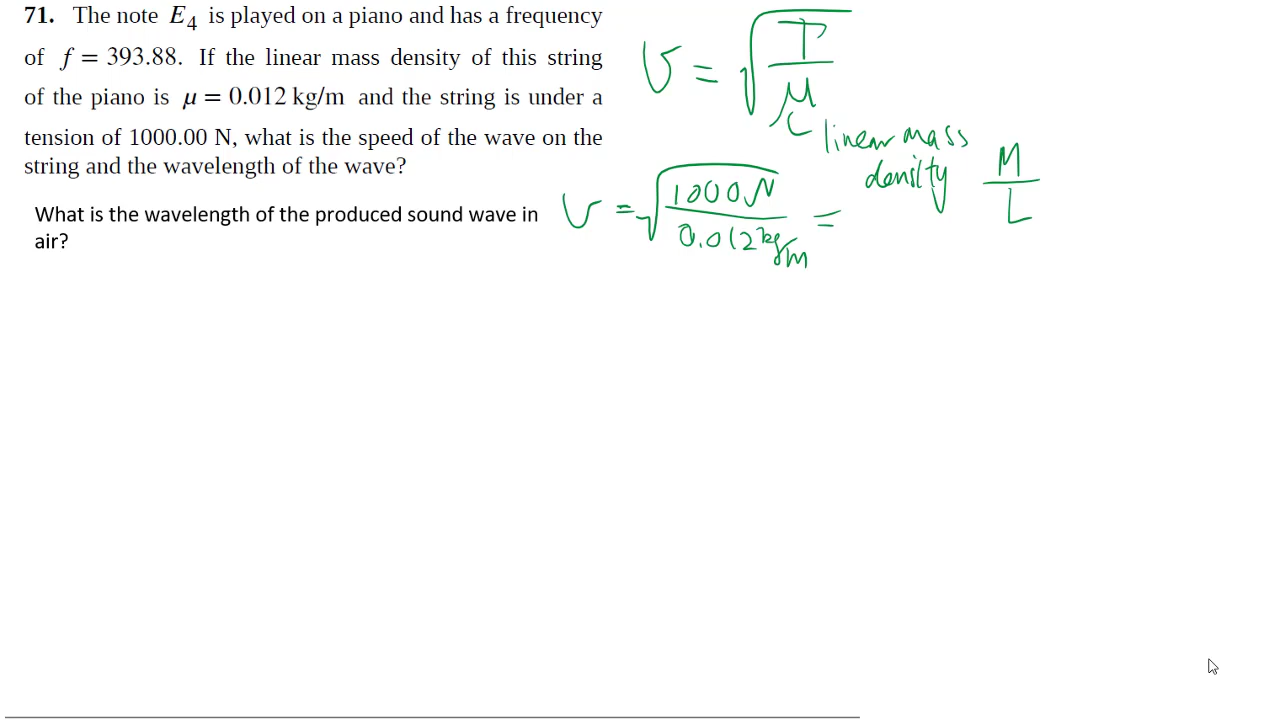 71. The note E₄ is played on a piano and has a frequency
of f = 393.88. If the linear mass density of this string
of the piano is μ = 0.012 kg/m and the string is under a
tension of 1000.00 N, what is the speed of the wave on the
string and the wavelength of the wave?
What is the wavelength of the produced sound wave in
air?
v = √(T/μ)
linear mass
density M/L
v = √(1000N/0.012 kg/m) =